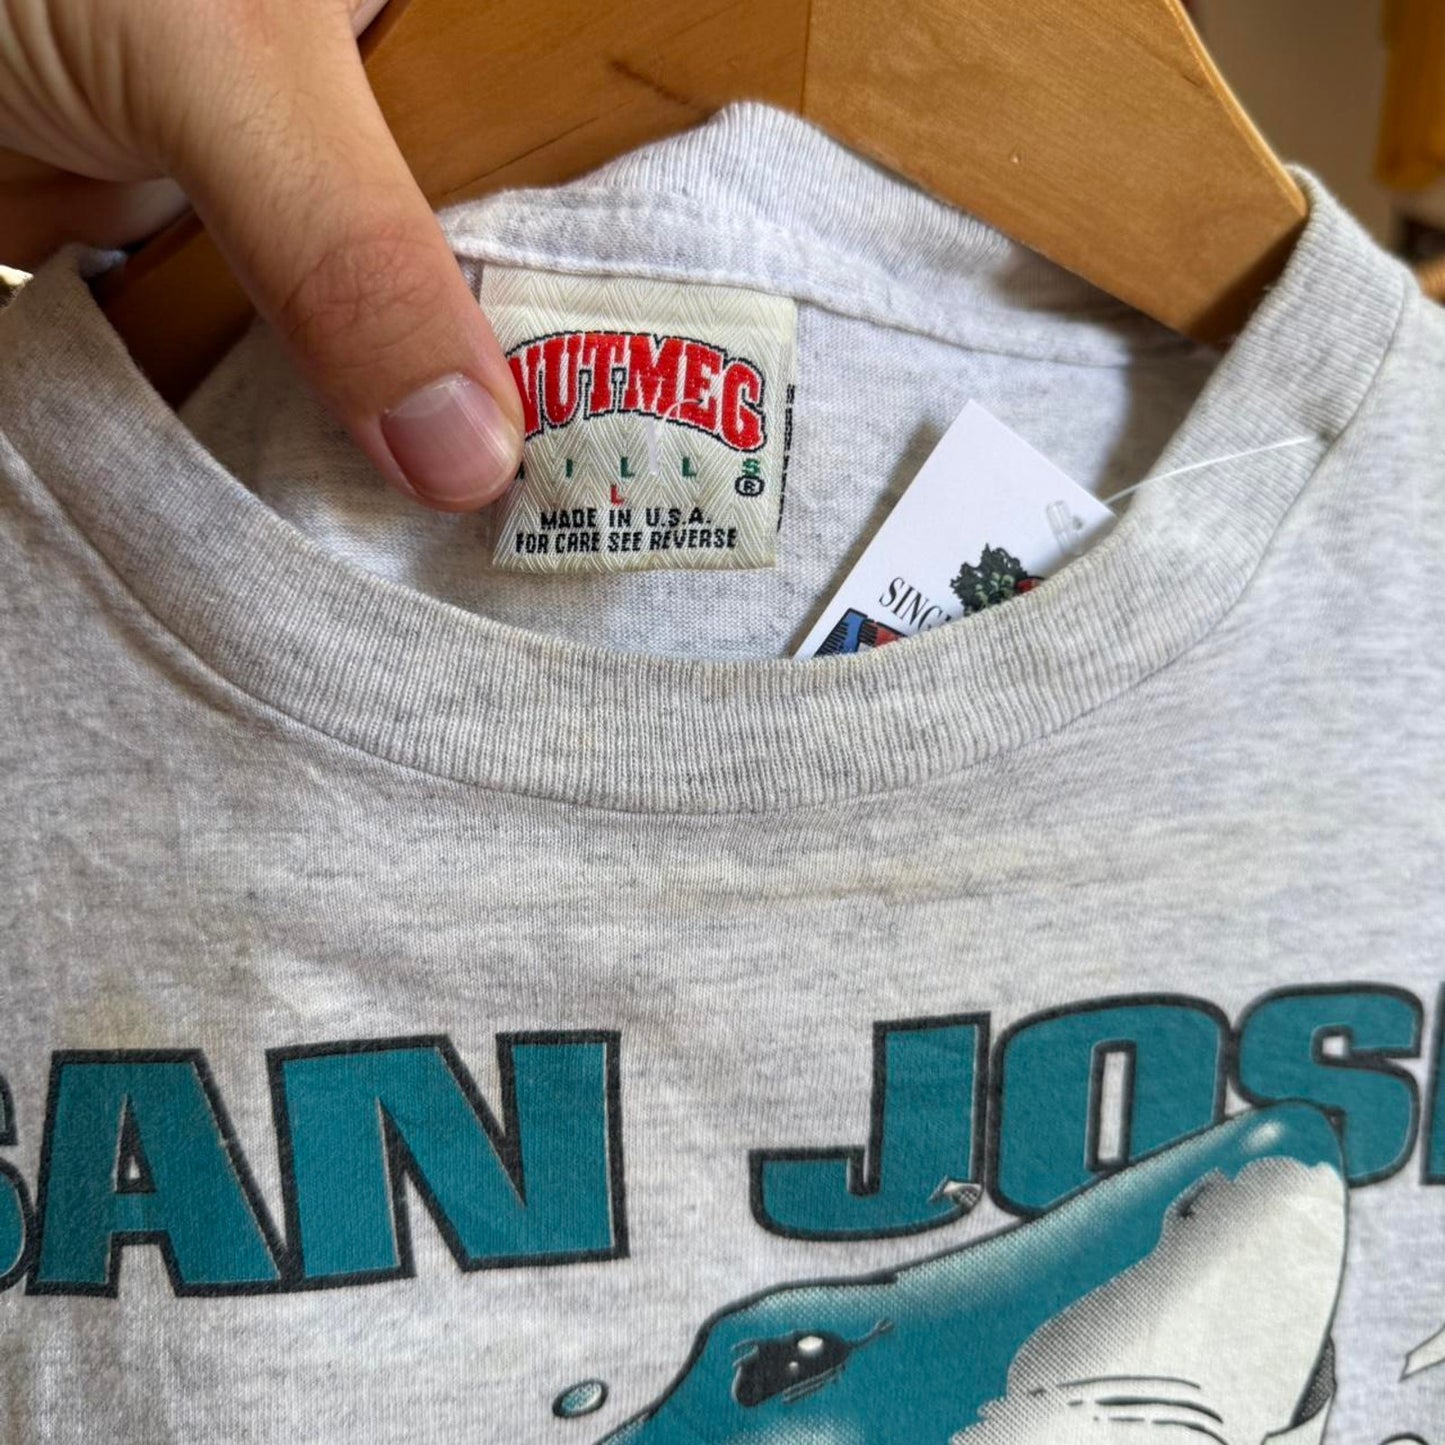 NUTMEG
MILLS
®
L
MADE IN U.S.A.
FOR CARE SEE REVERSE
SAN JOS